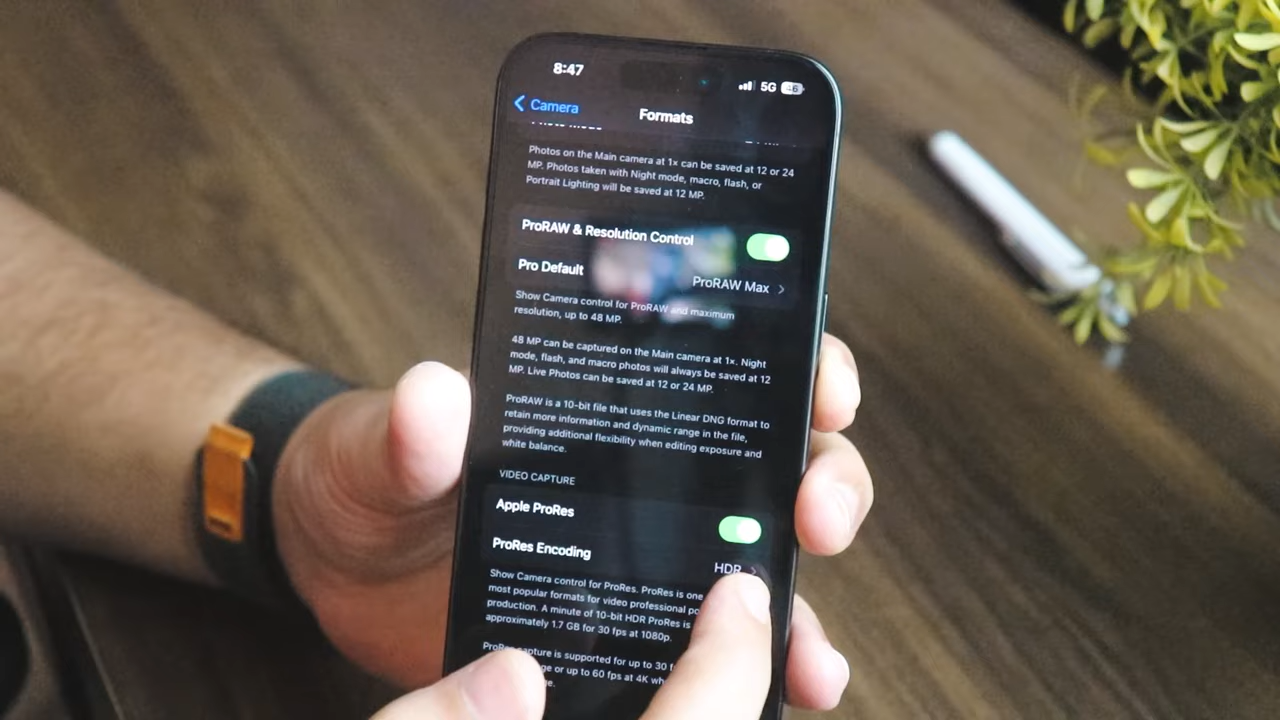 8:47
5G 46
Camera
Formats
Photos on the Main camera at 1× can be saved at 12 or 24
MP. Photos taken with Night mode, macro, flash, or
Portrait Lighting will be saved at 12 MP.
ProRAW & Resolution Control
Pro Default
ProRAW Max
Show Camera control for ProRAW and maximum
resolution, up to 48 MP.
48 MP can be captured on the Main camera at 1×. Night
mode, flash, and macro photos will always be saved at 12
MP. Live Photos can be saved at 12 or 24 MP.
ProRAW is a 10-bit file that uses the Linear DNG format to
retain more information and dynamic range in the file,
providing additional flexibility when editing exposure and
white balance.
VIDEO CAPTURE
Apple ProRes
ProRes Encoding
HDR
Show Camera control for ProRes. ProRes is one
most popular formats for video professional
production. A minute of 10-bit HDR ProRes is
approximately 1.7 GB for 30 fps at 1080p.
capture is supported for up to 30
or up to 60 fps at 4K